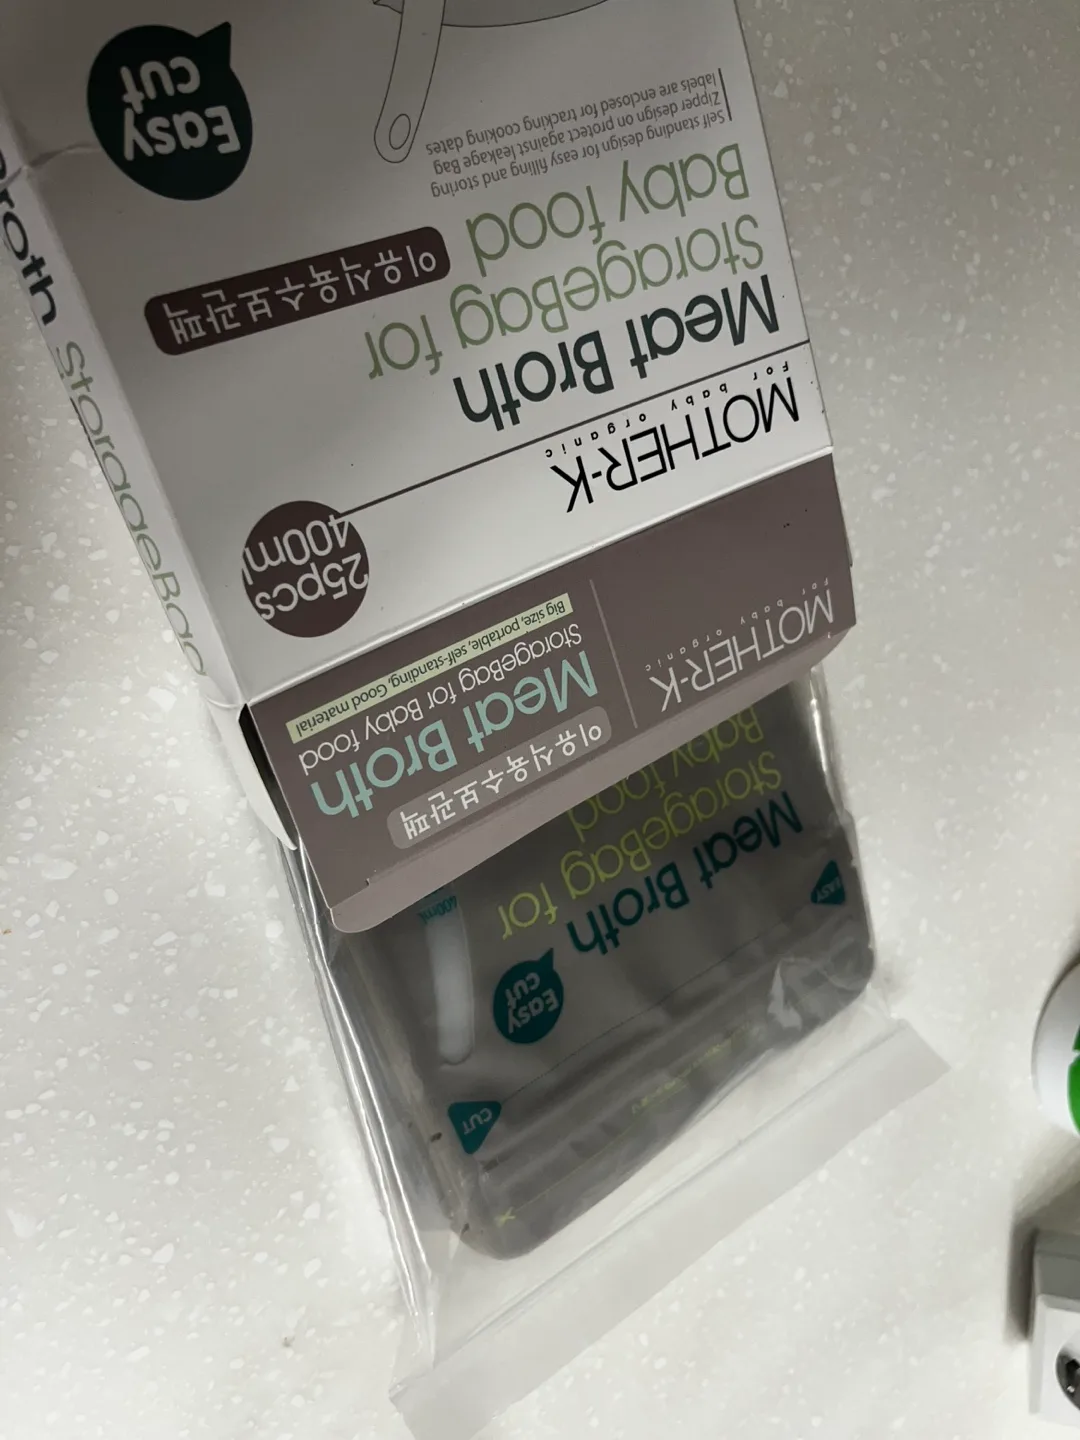 MOTHER-K
For baby organic
25pcs
400ml
Meat Broth
StorageBag for
Baby food
이유식육수보관팩
Self standing design for easy filling and storing
Zipper design on protect against leakage Bag
labels are enclosed for tracking cooking dates
Easy
cut
Broth StorageBag
MOTHER-K
For baby organic
이유식육수보관팩
Meat Broth
StorageBag for Baby food
Big size, portable, self-standing, Good material
CUT
Easy
cut
EASY
Meat Broth
StorageBag for
Baby food
400ml